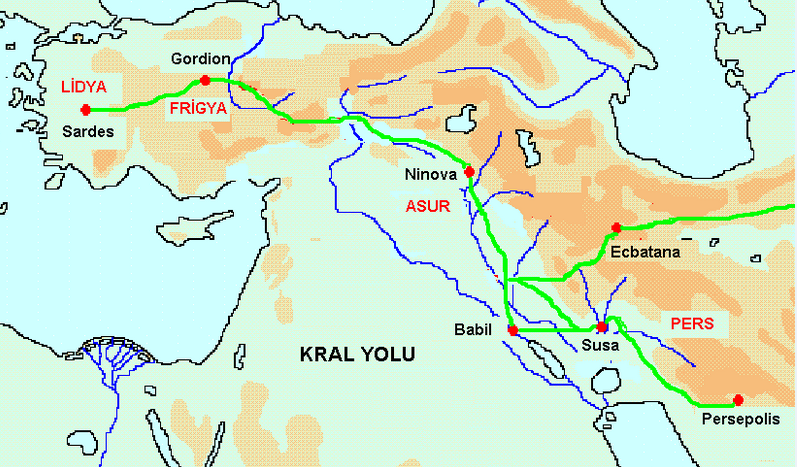 Gordion
LİDYA
FRİGYA
Sardes
Ninova
ASUR
Ecbatana
Babil
PERS
Susa
KRAL YOLU
Persepolis